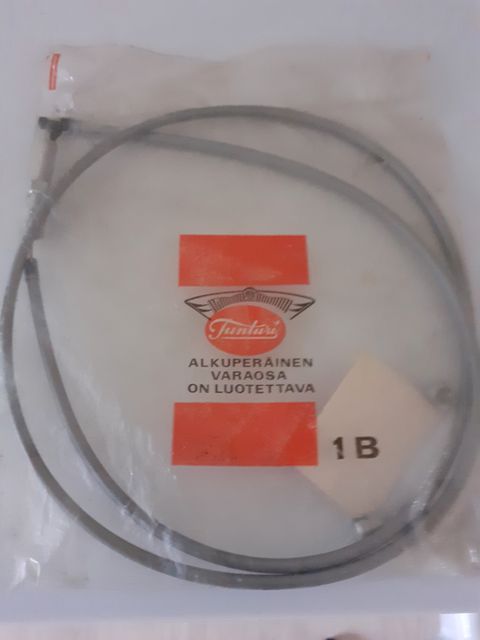 Tunturi
ALKUPERÄINEN
VARAOSA
ON LUOTETTAVA
1B